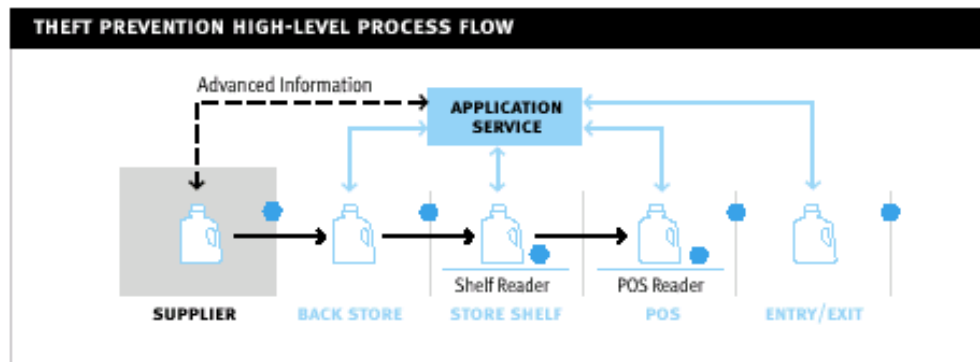 THEFT PREVENTION HIGH-LEVEL PROCESS FLOW
Advanced Information
APPLICATION
SERVICE
Shelf Reader
POS Reader
SUPPLIER
BACK STORE
STORE SHELF
POS
ENTRY/EXIT